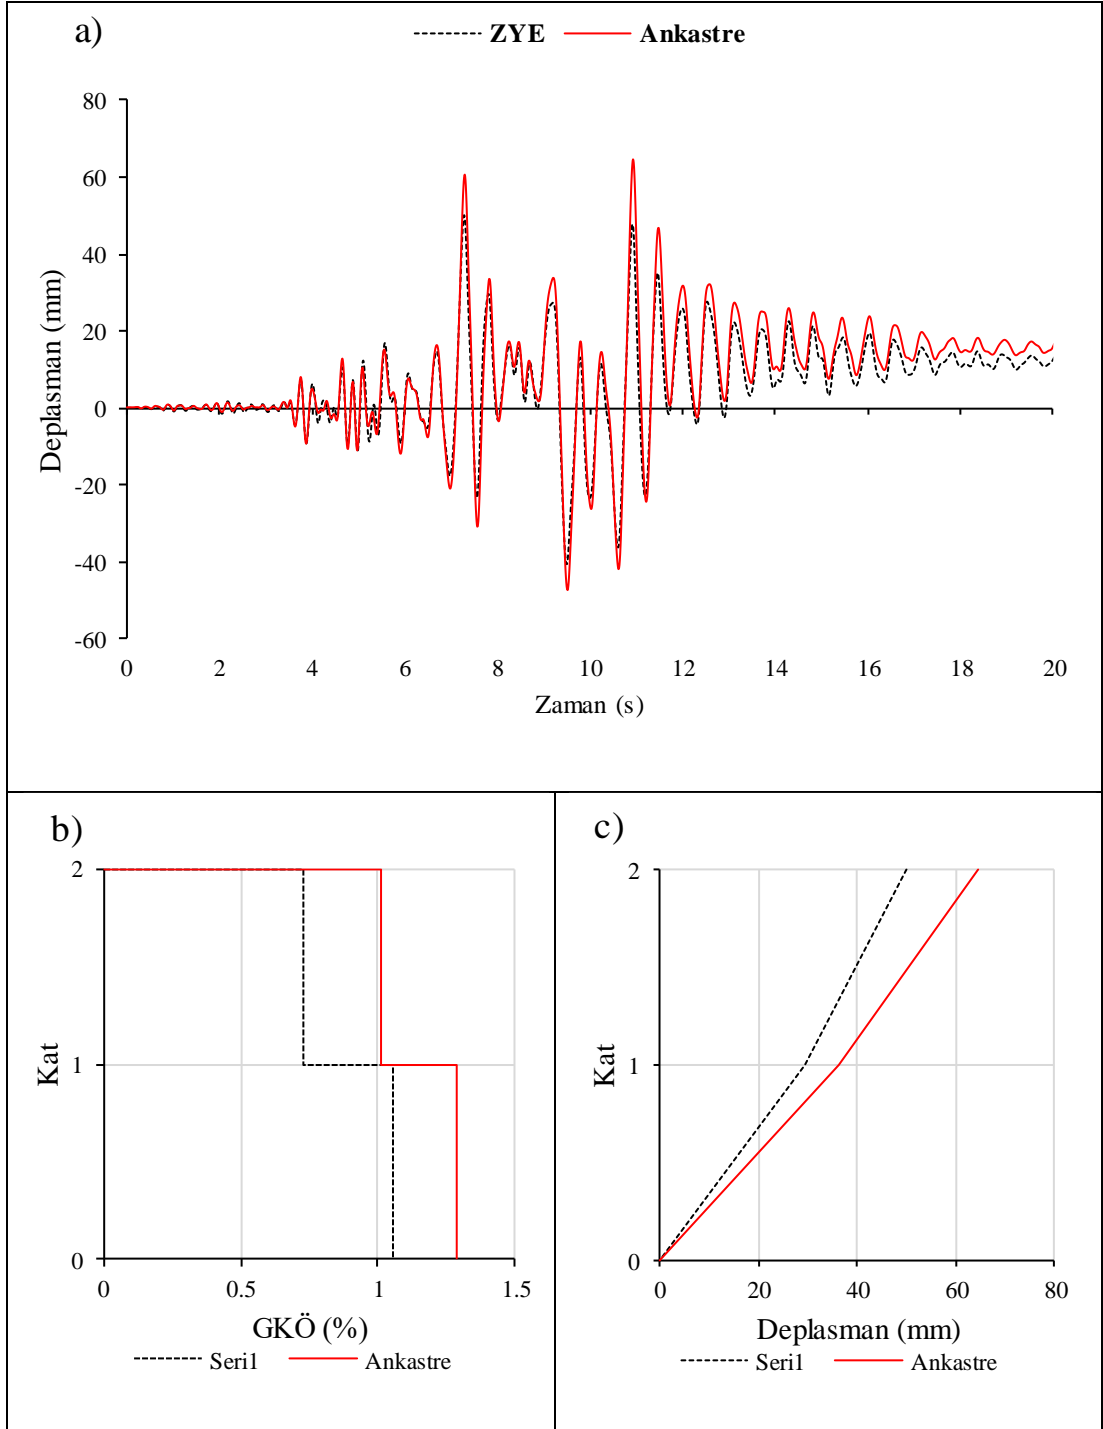 a)
ZYE Ankastre
80
60
40
20
0
-20
-40
-60
Deplasman (mm)
0 2 4 6 8 10 12 14 16 18 20
Zaman (s)
b)
2
1
0
Kat
0 0.5 1 1.5
GKÖ (%)
Seri1 Ankastre
c)
2
1
0
Kat
0 20 40 60 80
Deplasman (mm)
Seri1 Ankastre